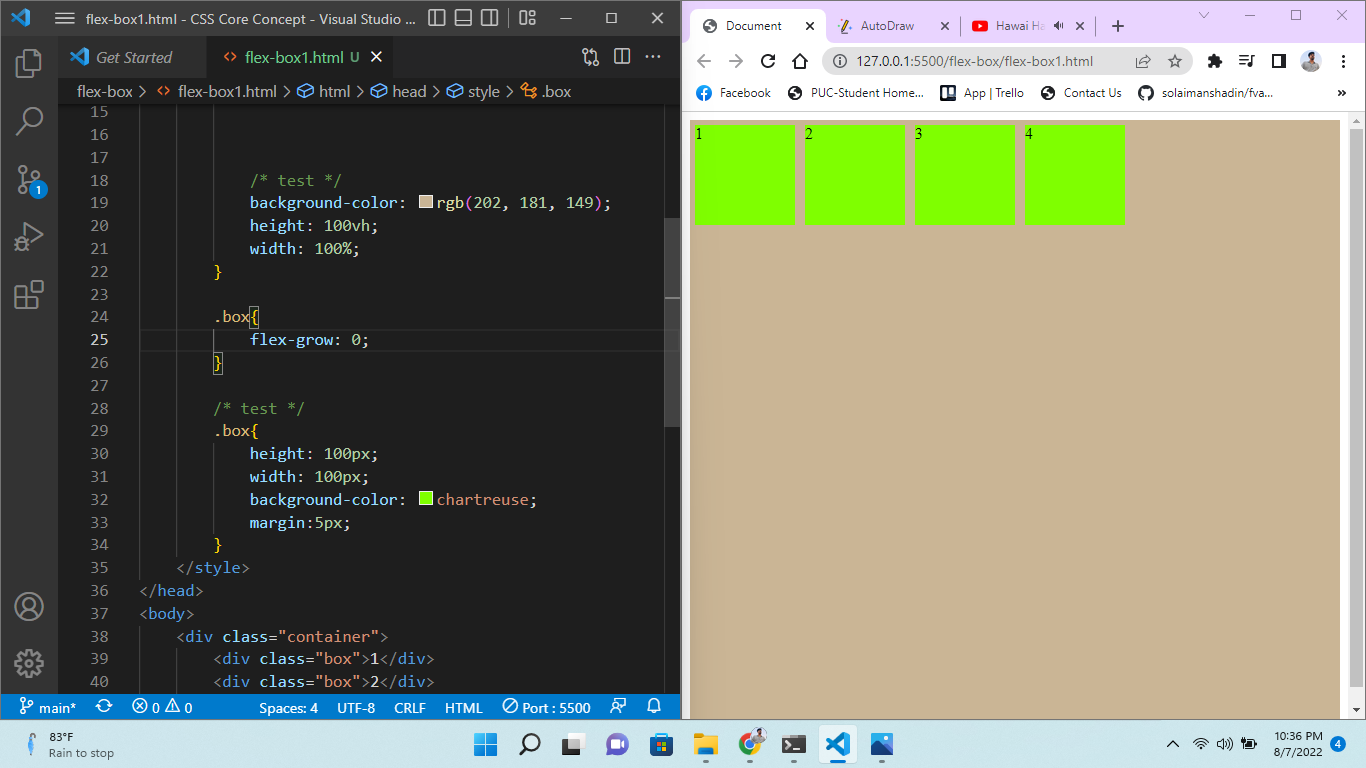 flex-box1.html - CSS Core Concept - Visual Studio ...
Get Started
flex-box1.html U
flex-box > flex-box1.html > html > head > style > .box
15
16
17
18 /* test */
19 background-color: rgb(202, 181, 149);
20 height: 100vh;
21 width: 100%;
22 }
23
24 .box{
25 flex-grow: 0;
26 }
27
28 /* test */
29 .box{
30 height: 100px;
31 width: 100px;
32 background-color: chartreuse;
33 margin:5px;
34 }
35 </style>
36 </head>
37 <body>
38 <div class="container">
39 <div class="box">1</div>
40 <div class="box">2</div>
1
main* 0 0 Spaces: 4 UTF-8 CRLF HTML Port : 5500
Document
AutoDraw
Hawai Ha
127.0.0.1:5500/flex-box/flex-box1.html
Facebook PUC-Student Home... App | Trello Contact Us solaimanshadin/fva... »
1 2 3 4
83°F
Rain to stop
10:36 PM
8/7/2022
4